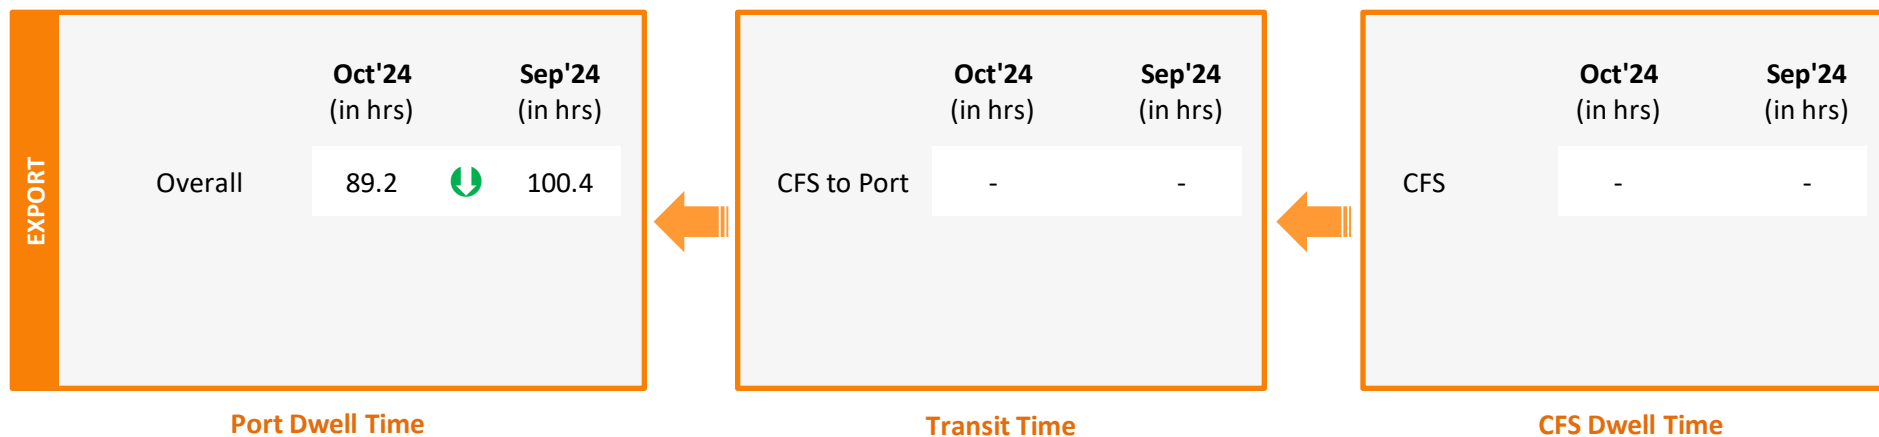 EXPORT
Oct'24 Sep'24
(in hrs) (in hrs)
Overall 89.2 100.4
Port Dwell Time
Oct'24 Sep'24
(in hrs) (in hrs)
CFS to Port - -
Transit Time
Oct'24 Sep'24
(in hrs) (in hrs)
CFS - -
CFS Dwell Time